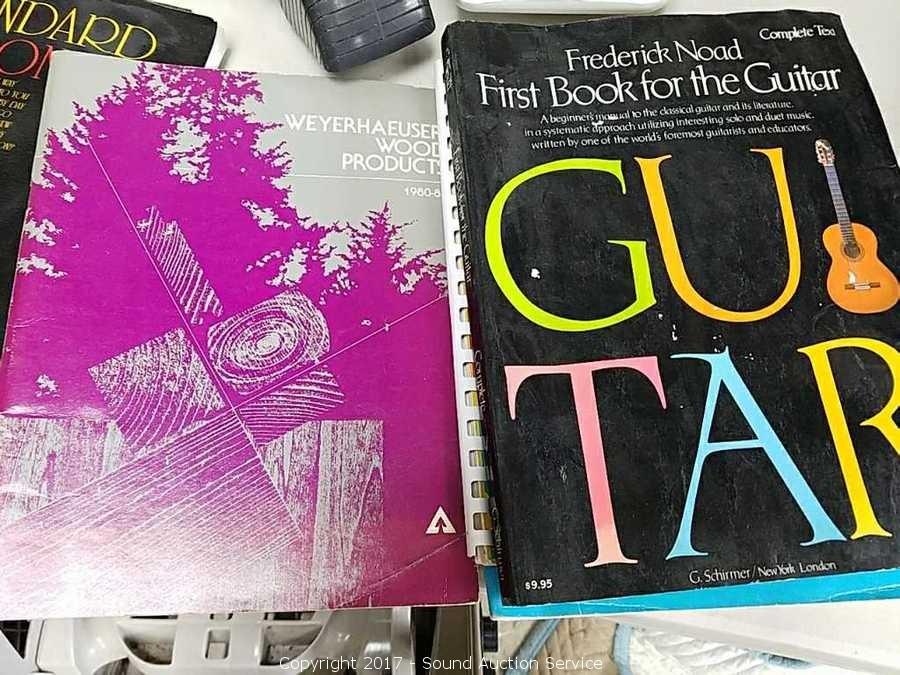 NDARD
WEYERHAEUSER
WOOD
PRODUCTS
1980-8
Complete Text
Frederick Noad
First Book for the Guitar
A beginner's manual to the classical guitar and its literature,
in a systematic approach utilizing interesting solo and duet music,
written by one of the world's foremost guitarists and educators.
GUI
TAR
$9.95
G. Schirmer / New York London
Copyright 2017 - Sound Auction Service